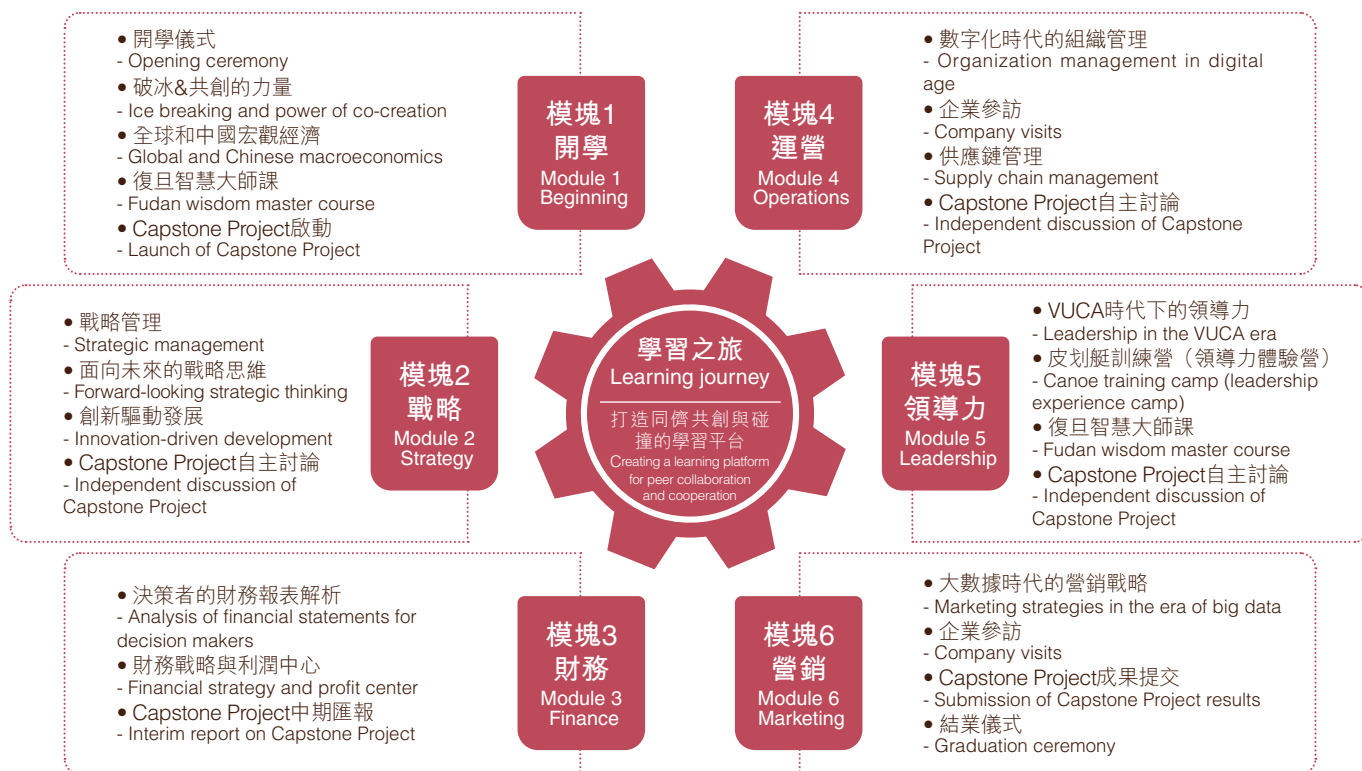 • 開學儀式
- Opening ceremony
• 破冰&共創的力量
- Ice breaking and power of co-creation
• 全球和中國宏觀經濟
- Global and Chinese macroeconomics
• 復旦智慧大師課
- Fudan wisdom master course
• Capstone Project啟動
- Launch of Capstone Project
模塊1
開學
Module 1
Beginning
• 戰略管理
- Strategic management
• 面向未來的戰略思維
- Forward-looking strategic thinking
• 創新驅動發展
- Innovation-driven development
• Capstone Project自主討論
- Independent discussion of
Capstone Project
模塊2
戰略
Module 2
Strategy
• 決策者的財務報表解析
- Analysis of financial statements for
decision makers
• 財務戰略與利潤中心
- Financial strategy and profit center
• Capstone Project中期匯報
- Interim report on Capstone Project
模塊3
財務
Module 3
Finance
學習之旅
Learning journey
打造同儕共創與碰
撞的學習平台
Creating a learning platform
for peer collaboration
and cooperation
模塊4
運營
Module 4
Operations
• 數字化時代的組織管理
- Organization management in digital
age
• 企業參訪
- Company visits
• 供應鏈管理
- Supply chain management
• Capstone Project自主討論
- Independent discussion of Capstone
Project
模塊5
領導力
Module 5
Leadership
• VUCA時代下的領導力
- Leadership in the VUCA era
• 皮划艇訓練營（領導力體驗營）
- Canoe training camp (leadership
experience camp)
• 復旦智慧大師課
- Fudan wisdom master course
• Capstone Project自主討論
- Independent discussion of
Capstone Project
模塊6
營銷
Module 6
Marketing
• 大數據時代的營銷戰略
- Marketing strategies in the era of big data
• 企業參訪
- Company visits
• Capstone Project成果提交
- Submission of Capstone Project results
• 結業儀式
- Graduation ceremony